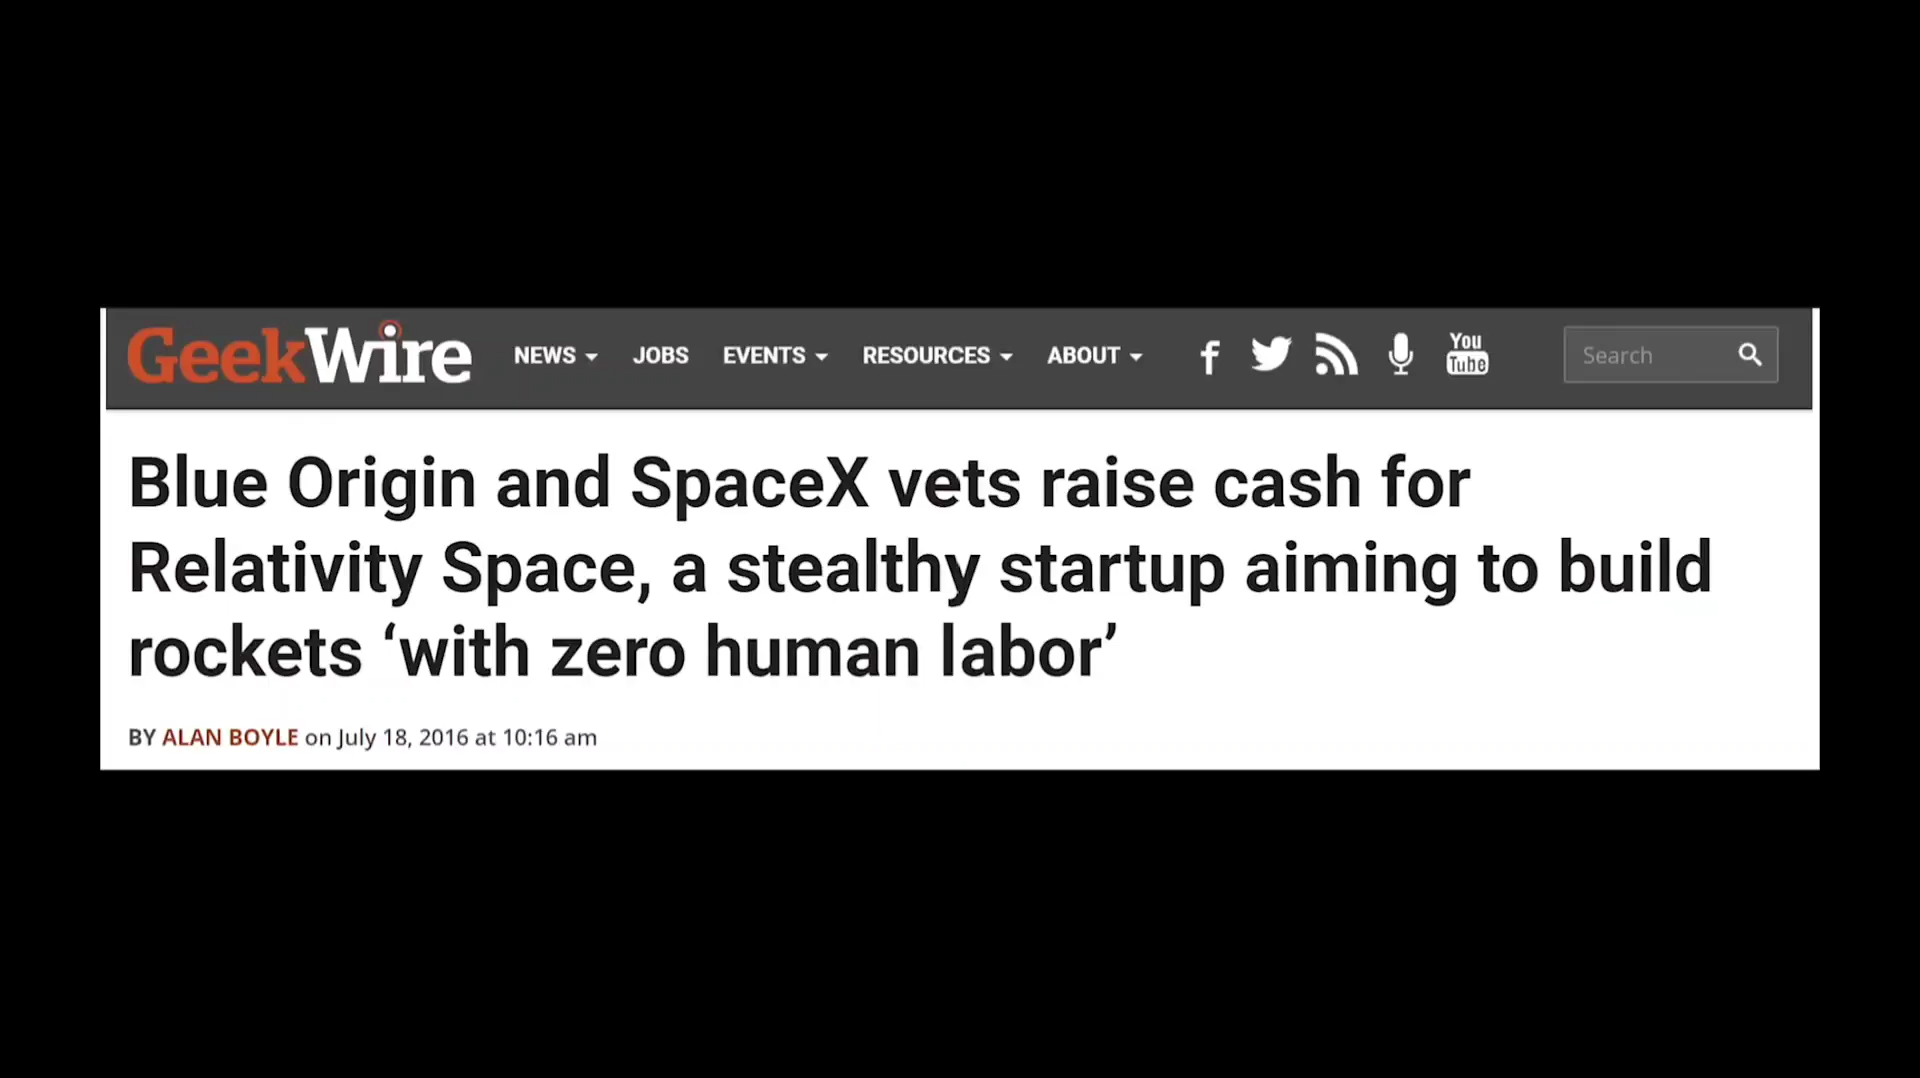 GeekWire NEWS JOBS EVENTS RESOURCES ABOUT f You Tube Search
Blue Origin and SpaceX vets raise cash for
Relativity Space, a stealthy startup aiming to build
rockets ‘with zero human labor’
BY ALAN BOYLE on July 18, 2016 at 10:16 am